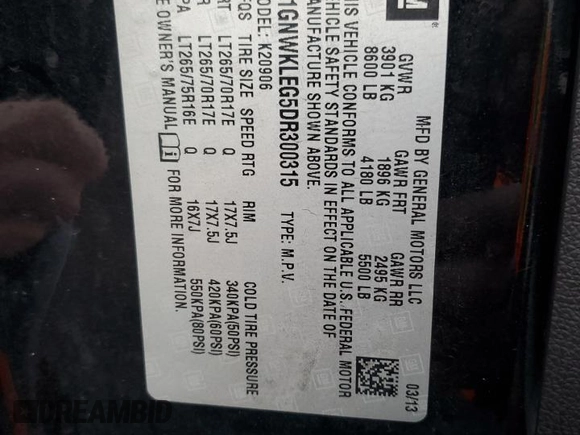 GM ®
MFD BY GENERAL MOTORS LLC 03/13
GVWR GAWR FRT GAWR RR
3901 KG 1896 KG 2495 KG
8600 LB 4180 LB 5500 LB
THIS VEHICLE CONFORMS TO ALL APPLICABLE U.S. FEDERAL MOTOR
VEHICLE SAFETY STANDARDS IN EFFECT ON THE DATE OF
MANUFACTURE SHOWN ABOVE.
1GNWKLEG5DR300315 TYPE: M.P.V.
MODEL: K20906
TIRE SIZE SPEED RTG RIM COLD TIRE PRESSURE
FRT LT265/70R17E Q 17X7.5J 340KPA(50PSI)
RR LT265/70R17E Q 17X7.5J 420KPA(60PSI)
SPA LT265/75R16E Q 16X7J 550KPA(80PSI)
SEE OWNER'S MANUAL FOR MORE INFORMATION.
DREAMBID